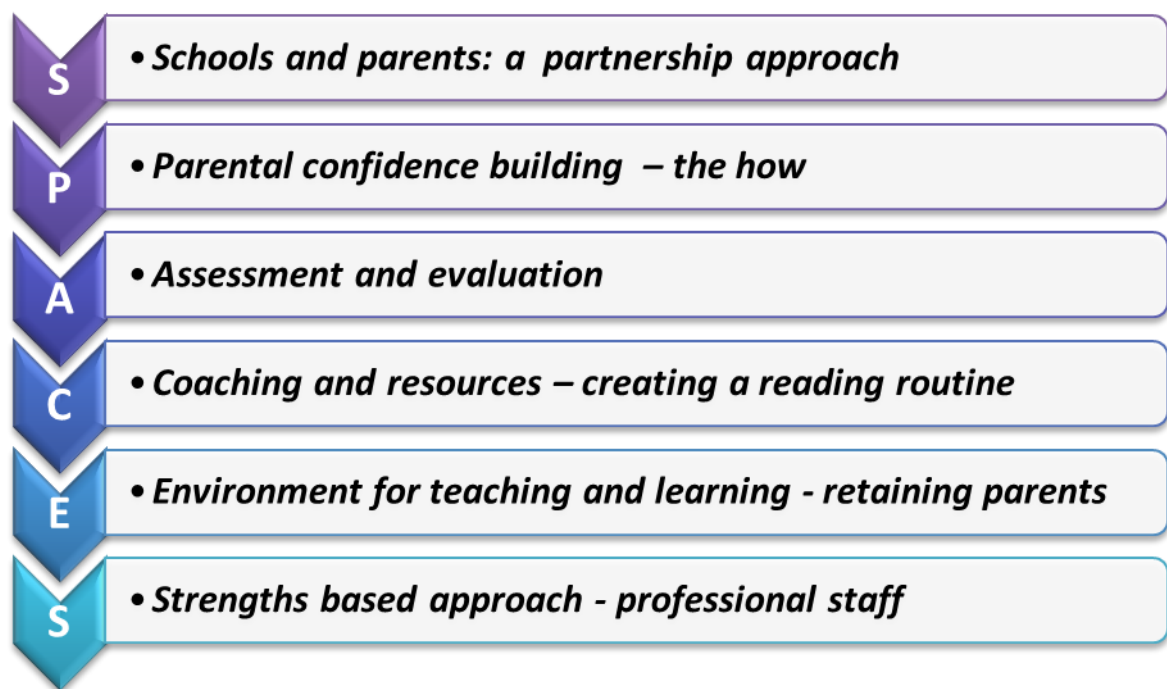 S
• Schools and parents: a partnership approach
P
• Parental confidence building – the how
A
• Assessment and evaluation
C
• Coaching and resources – creating a reading routine
E
• Environment for teaching and learning - retaining parents
S
• Strengths based approach - professional staff